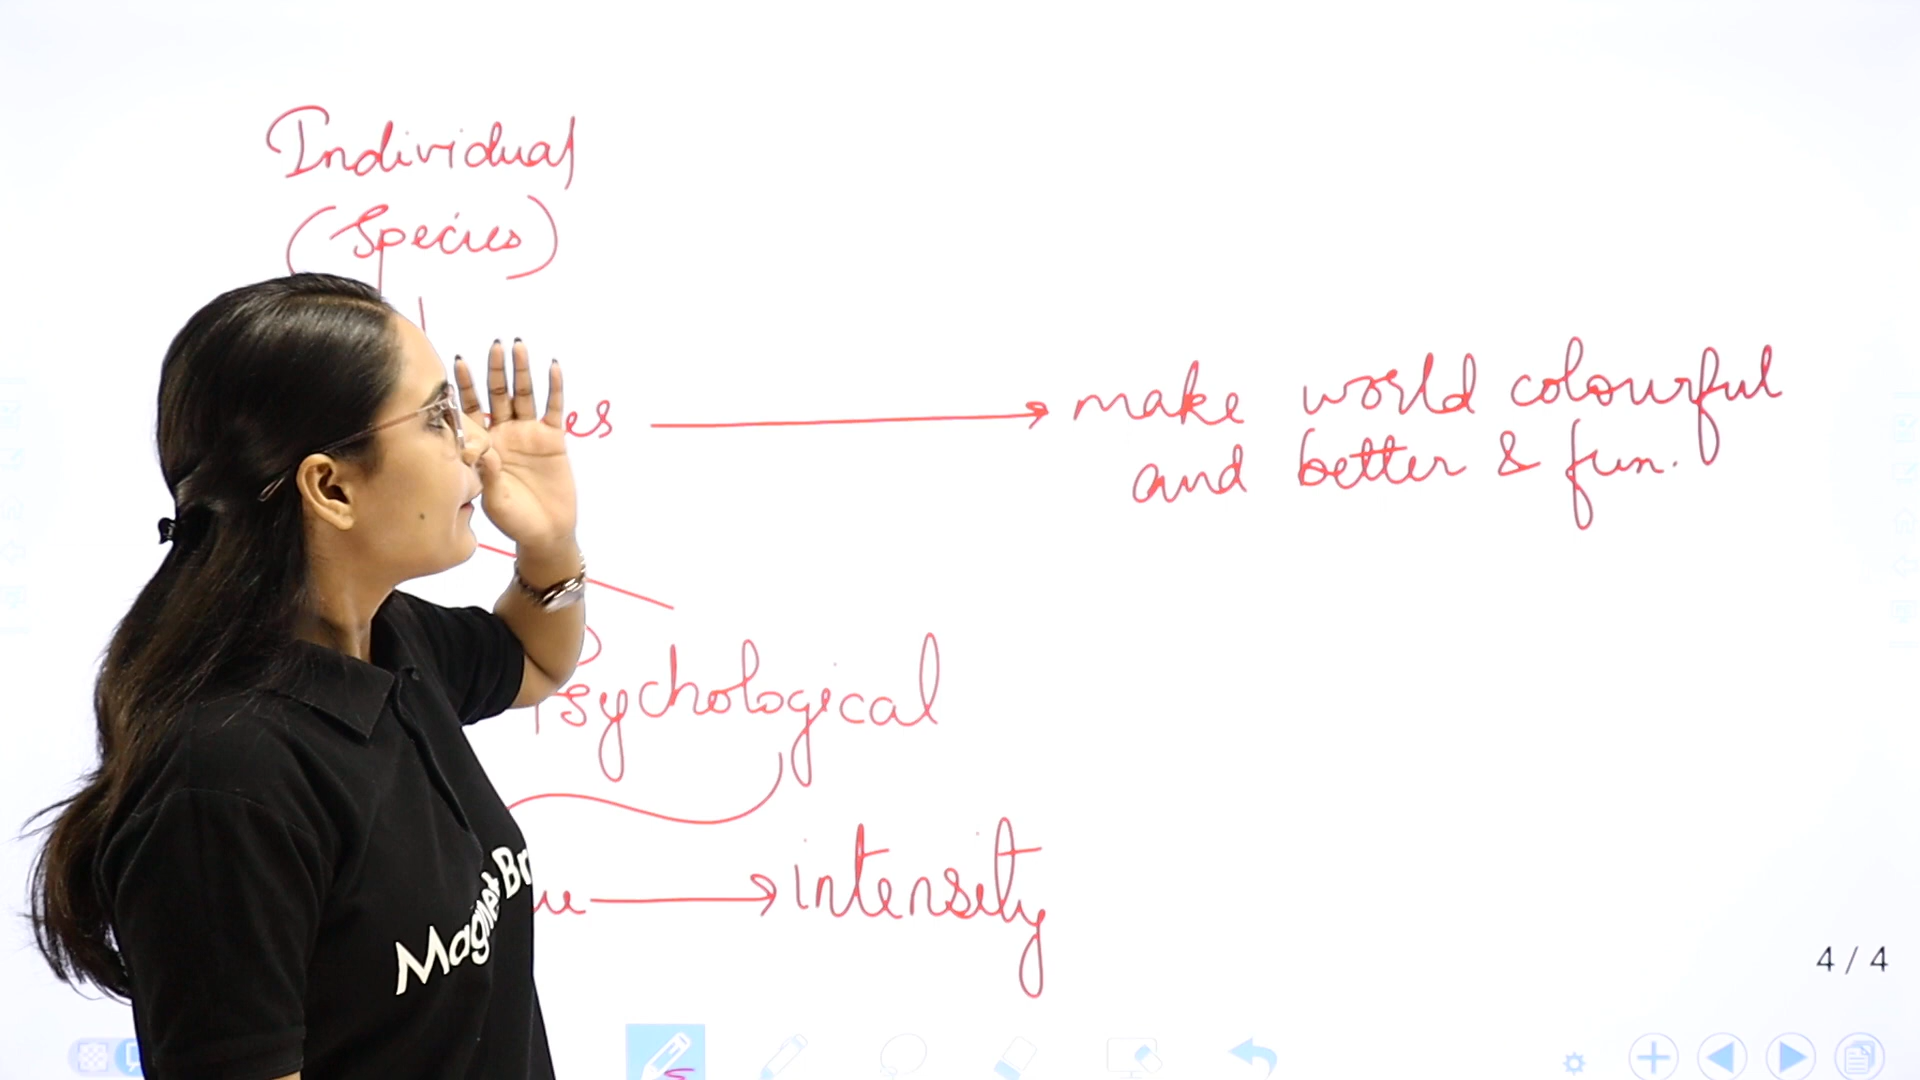 Individual
(Species)
make world colourful
and better & fun.
Psychological
intensity
Magnet Br
4 / 4